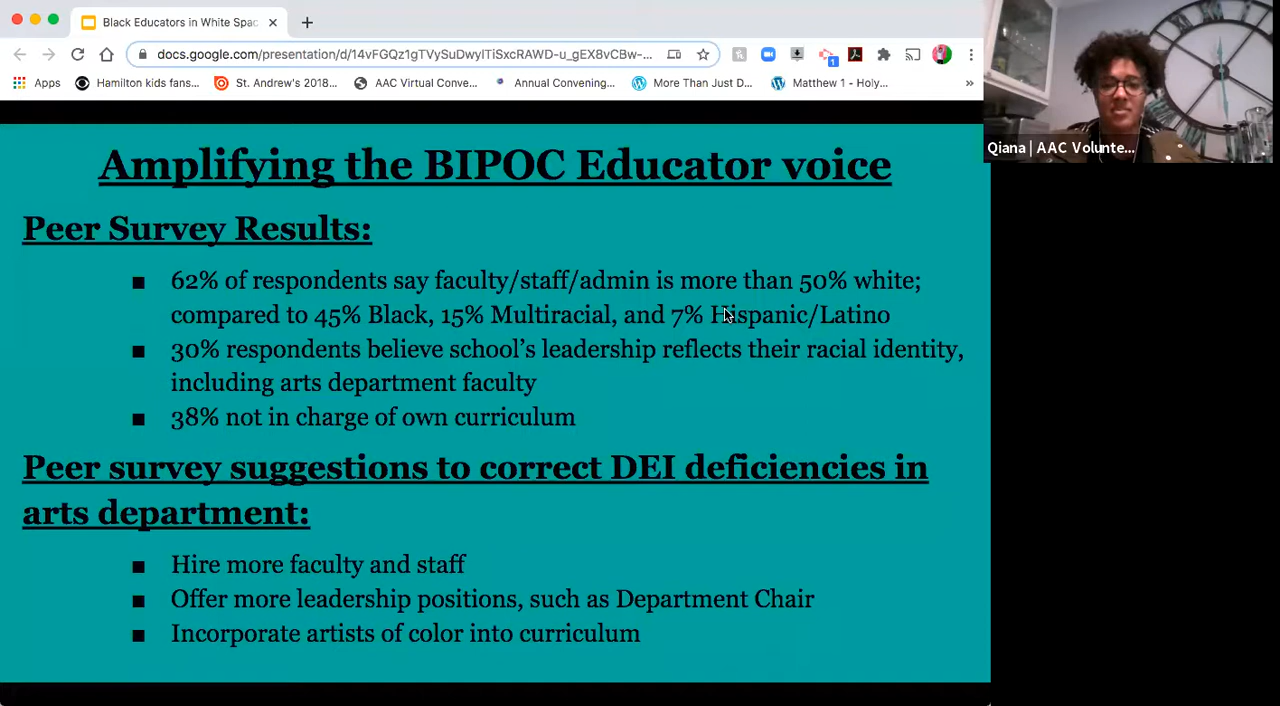 Black Educators in White Spac
docs.google.com/presentation/d/14vFGQz1gTVySuDwyITiSxcRAWD-u_gEX8vCBw-...
1
Apps
Hamilton kids fans...
St. Andrew's 2018...
AAC Virtual Conve...
Annual Convening...
More Than Just D...
Matthew 1 - Holy...
»
Qiana | AAC Volunte...
Amplifying the BIPOC Educator voice
Peer Survey Results:
■ 62% of respondents say faculty/staff/admin is more than 50% white;
compared to 45% Black, 15% Multiracial, and 7% Hispanic/Latino
■ 30% respondents believe school's leadership reflects their racial identity,
including arts department faculty
■ 38% not in charge of own curriculum
Peer survey suggestions to correct DEI deficiencies in
arts department:
■ Hire more faculty and staff
■ Offer more leadership positions, such as Department Chair
■ Incorporate artists of color into curriculum